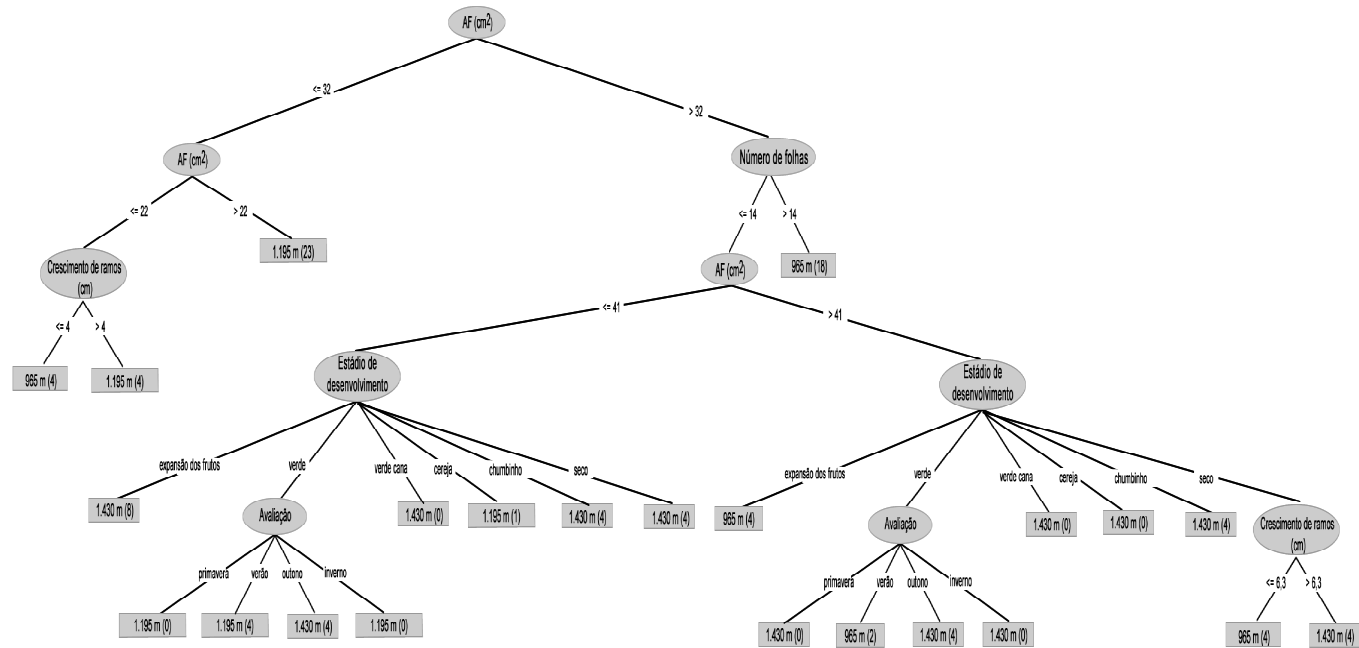 AF (cm2)
<= 32
> 32
AF (cm2)
Número de folhas
<= 22
> 22
<= 14
> 14
1.195 m (23)
Crescimento de ramos
(cm)
AF (cm2)
965 m (18)
<= 41
> 41
<= 4
> 4
965 m (4)
1.195 m (4)
Estádio de
desenvolvimento
Estádio de
desenvolvimento
expansão dos frutos
verde
verde cana
cereja
chumbinho
seco
expansão dos frutos
verde
verde cana
cereja
chumbinho
seco
1.430 m (8)
Avaliação
1.430 m (0)
1.195 m (1)
1.430 m (4)
1.430 m (4)
965 m (4)
Avaliação
1.430 m (0)
1.430 m (0)
1.430 m (4)
Crescimento de ramos
(cm)
primavera
verão
outono
inverno
primavera
verão
outono
inverno
<= 6,3
> 6,3
1.195 m (0)
1.195 m (4)
1.430 m (4)
1.195 m (0)
1.430 m (0)
965 m (2)
1.430 m (4)
1.430 m (0)
965 m (4)
1.430 m (4)